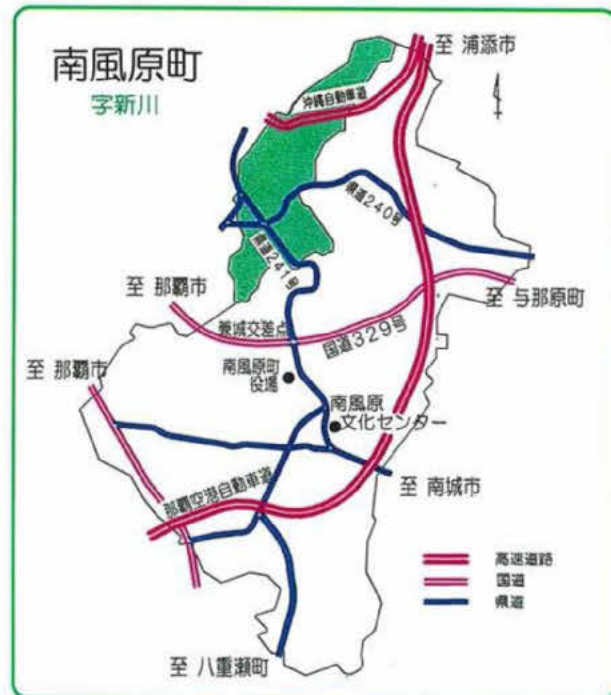 南風原町
字新川
至 浦添市
沖縄自動車道
県道240号
県道241号
至 那覇市
至 与那原町
兼城交差点
国道329号
至 那覇市
南風原町
役場
南風原
文化センター
至 南城市
那覇空港自動車道
高速道路
国道
県道
至 八重瀬町